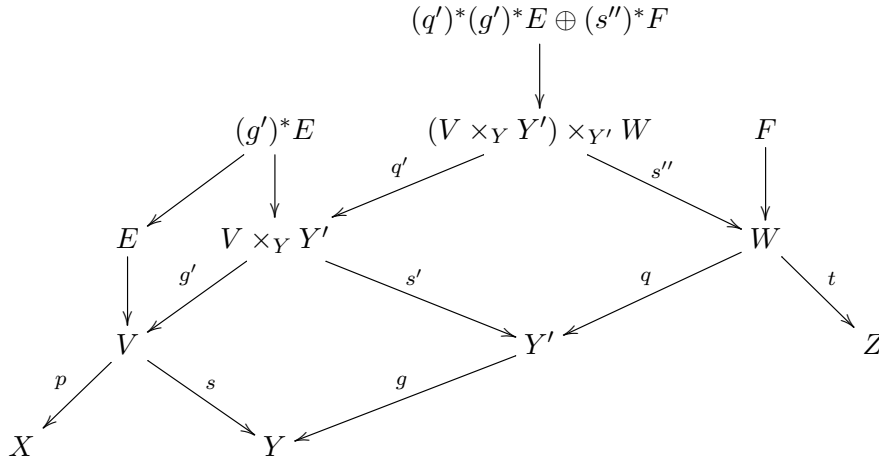 (q′)*(g′)*E ⊕ (s′′)*F
(g′)*E (V ×_Y Y′) ×_{Y′} W F
q′ s′′
E V ×_Y Y′ W
g′ s′ q t
V Y′ Z
p s g
X Y